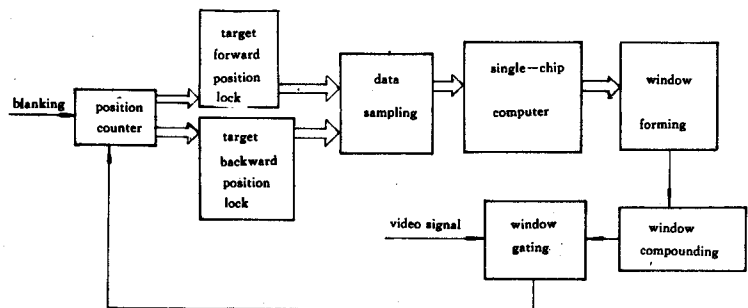 target
forward
position
lock
blanking
position
counter
target
backward
position
lock
data
sampling
single—chip
computer
window
forming
video signal
window
gating
window
compounding